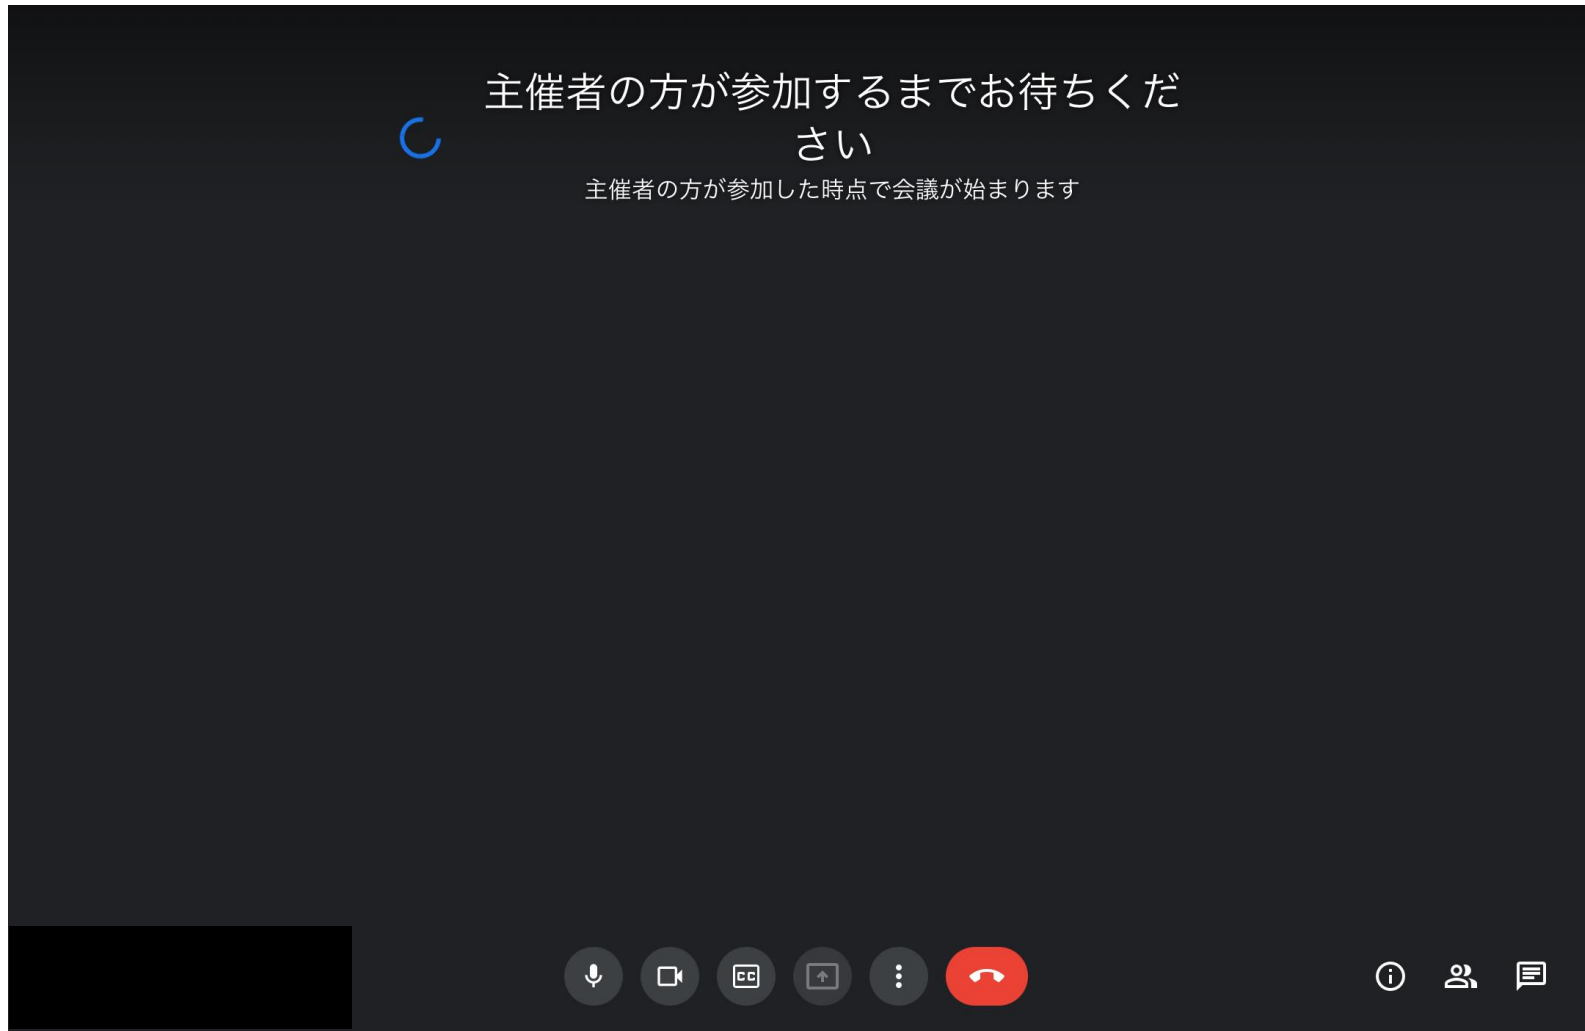 主催者の方が参加するまでお待ちくだ
さい
主催者の方が参加した時点で会議が始まります
CC